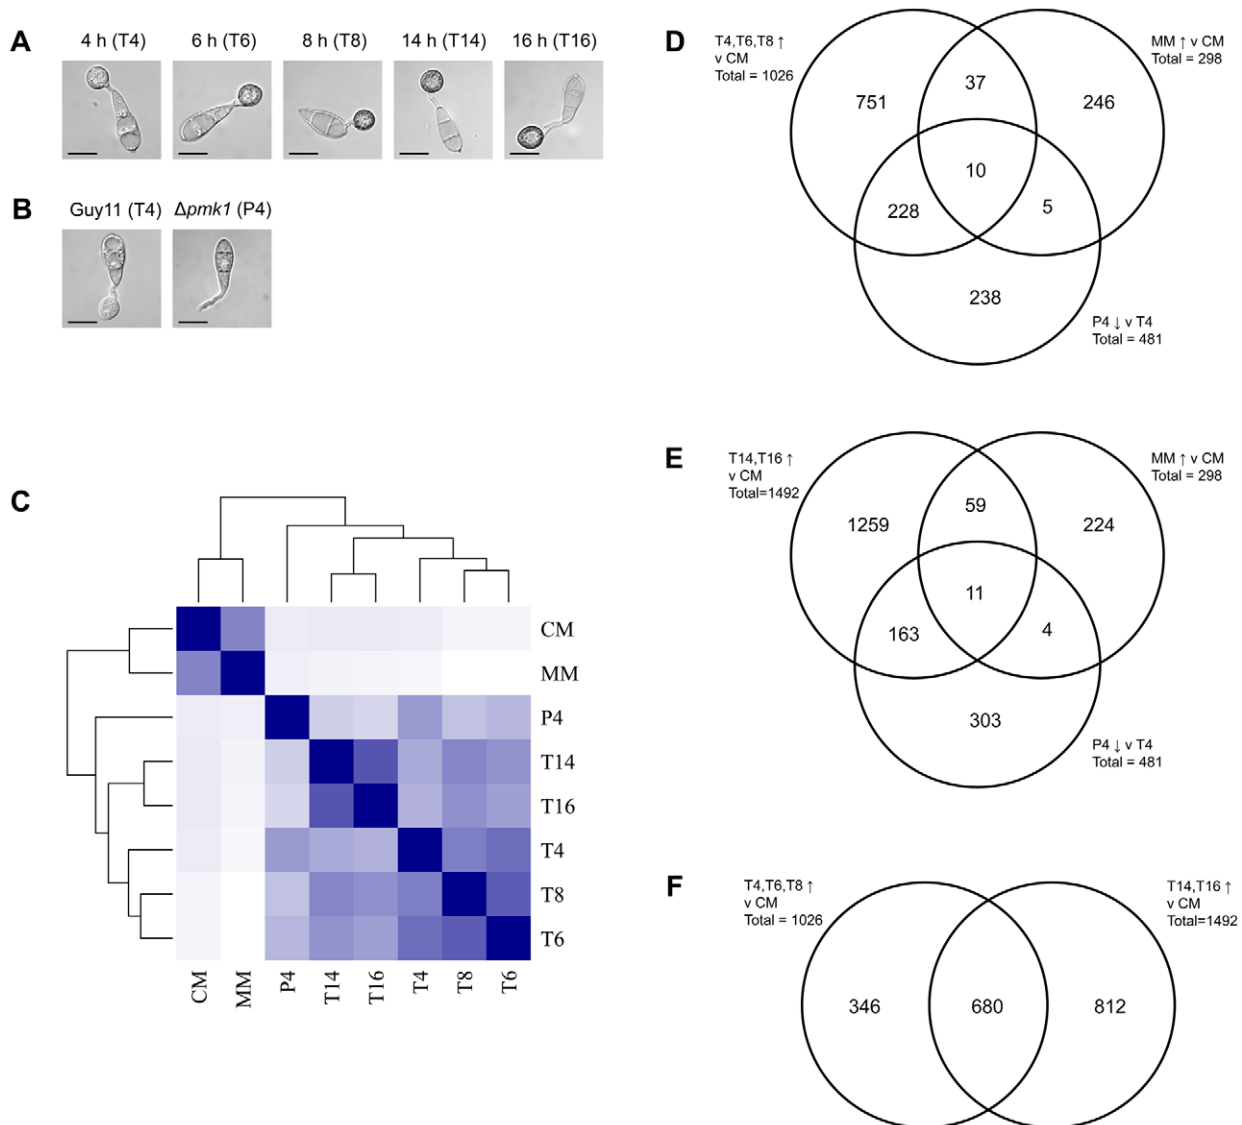 A
4 h (T4)
6 h (T6)
8 h (T8)
14 h (T14)
16 h (T16)
B
Guy11 (T4)
Δpmk1 (P4)
C
CM
MM
P4
T14
T16
T4
T8
T6
CM
MM
P4
T14
T16
T4
T8
T6
D
T4,T6,T8 ↑
v CM
Total = 1026
MM ↑ v CM
Total = 298
751
37
246
10
228
5
238
P4 ↓ v T4
Total = 481
E
T14,T16 ↑
v CM
Total=1492
MM ↑ v CM
Total = 298
1259
59
224
11
163
4
303
P4 ↓ v T4
Total = 481
F
T4,T6,T8 ↑
v CM
Total = 1026
T14,T16 ↑
v CM
Total=1492
346
680
812